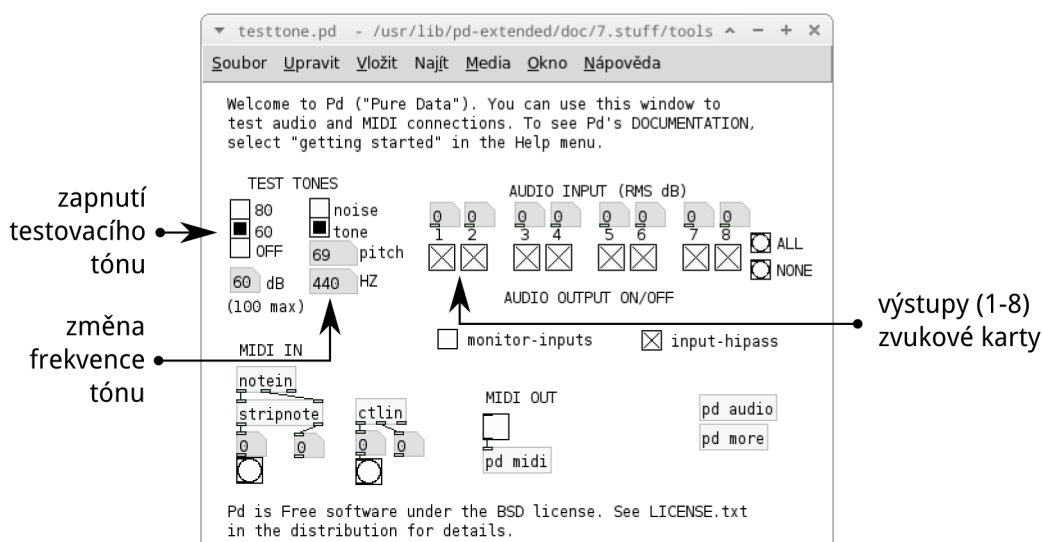 testtone.pd - /usr/lib/pd-extended/doc/7.stuff/tools
Soubor Upravit Vložit Najít Media Okno Nápověda
Welcome to Pd ("Pure Data"). You can use this window to
test audio and MIDI connections. To see Pd's DOCUMENTATION,
select "getting started" in the Help menu.
zapnutí
testovacího
tónu
TEST TONES
80
60
OFF
noise
tone
69 pitch
60 dB
440 HZ
(100 max)
změna
frekvence
tónu
AUDIO INPUT (RMS dB)
0 0 0 0 0 0 0 0
1 2 3 4 5 6 7 8
ALL
NONE
AUDIO OUTPUT ON/OFF
monitor-inputs
input-hipass
výstupy (1-8)
zvukové karty
MIDI IN
notein
stripnote
0 0
ctlin
0 0
MIDI OUT
pd midi
pd audio
pd more
Pd is Free software under the BSD license. See LICENSE.txt
in the distribution for details.